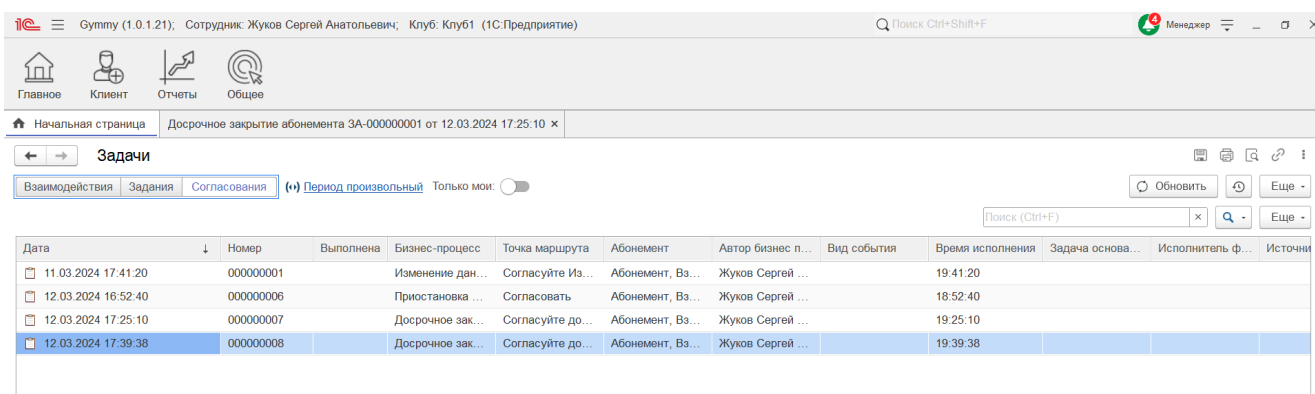 1С Gymmy (1.0.1.21); Сотрудник: Жуков Сергей Анатольевич; Клуб: Клуб1 (1С:Предприятие) Поиск Ctrl+Shift+F 4 Менеджер
Главное Клиент Отчеты Общее
Начальная страница Досрочное закрытие абонемента ЗА-000000001 от 12.03.2024 17:25:10 ×
Задачи
Взаимодействия Задания Согласования Период произвольный Только мои: Обновить Еще
Поиск (Ctrl+F) × Еще
Дата ↓ Номер Выполнена Бизнес-процесс Точка маршрута Абонемент Автор бизнес п... Вид события Время исполнения Задача основа... Исполнитель ф... Источни
11.03.2024 17:41:20 000000001 Изменение дан... Согласуйте Из... Абонемент, Вз... Жуков Сергей ... 19:41:20
12.03.2024 16:52:40 000000006 Приостановка ... Согласовать Абонемент, Вз... Жуков Сергей ... 18:52:40
12.03.2024 17:25:10 000000007 Досрочное зак... Согласуйте до... Абонемент, Вз... Жуков Сергей ... 19:25:10
12.03.2024 17:39:38 000000008 Досрочное зак... Согласуйте до... Абонемент, Вз... Жуков Сергей ... 19:39:38